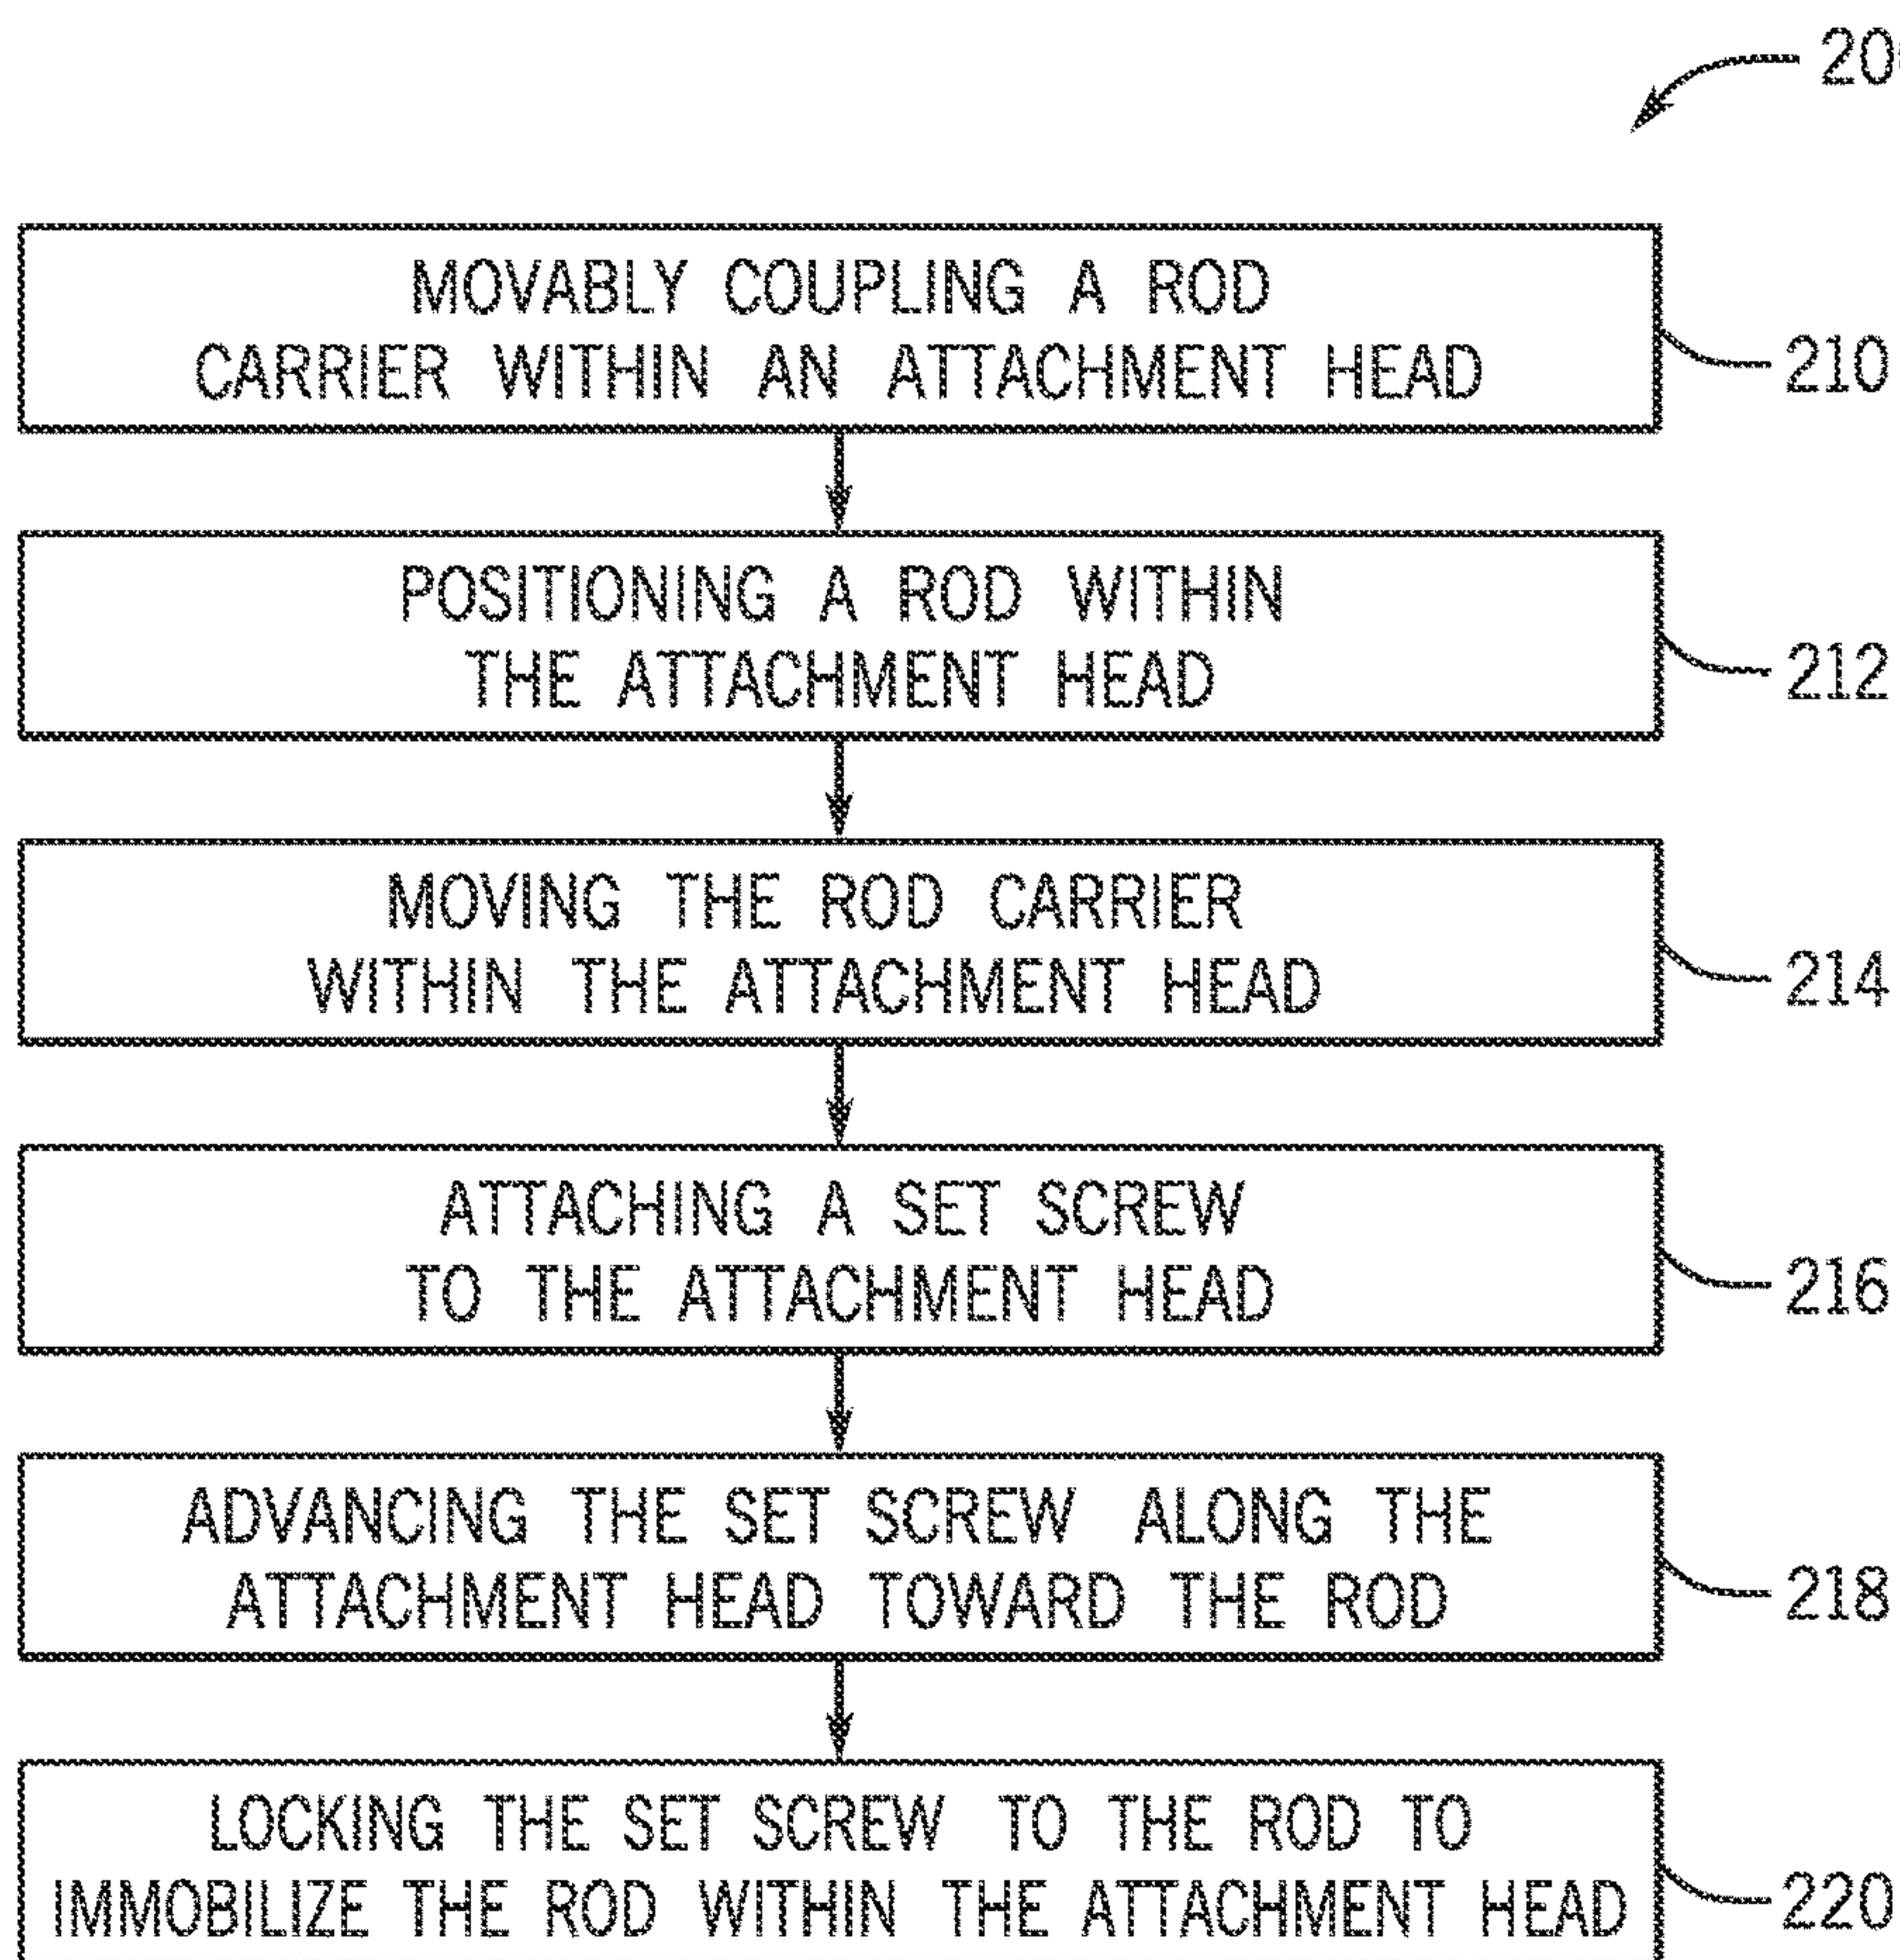 MOVABLY COUPLING A ROD
CARRIER WITHIN AN ATTACHMENT HEAD
210
POSITIONING A ROD WITHIN
THE ATTACHMENT HEAD
212
MOVING THE ROD CARRIER
WITHIN THE ATTACHMENT HEAD
214
ATTACHING A SET SCREW
TO THE ATTACHMENT HEAD
216
ADVANCING THE SET SCREW ALONG THE
ATTACHMENT HEAD TOWARD THE ROD
218
LOCKING THE SET SCREW TO THE ROD TO
IMMOBILIZE THE ROD WITHIN THE ATTACHMENT HEAD
220